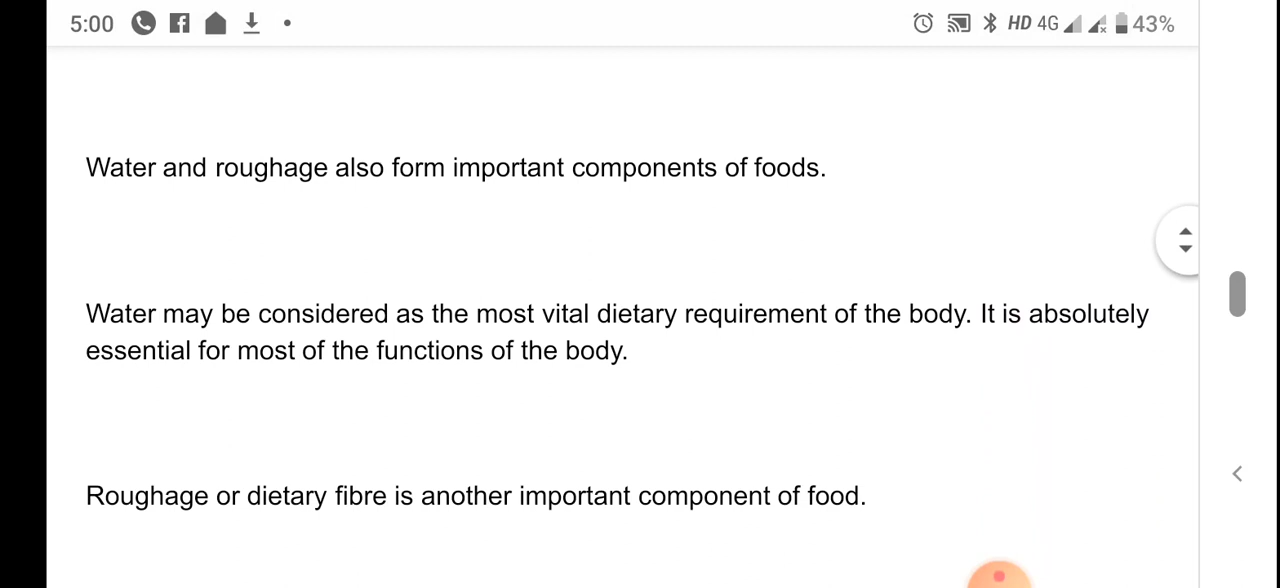 5:00 HD 4G 43%
Water and roughage also form important components of foods.
Water may be considered as the most vital dietary requirement of the body. It is absolutely
essential for most of the functions of the body.
Roughage or dietary fibre is another important component of food.